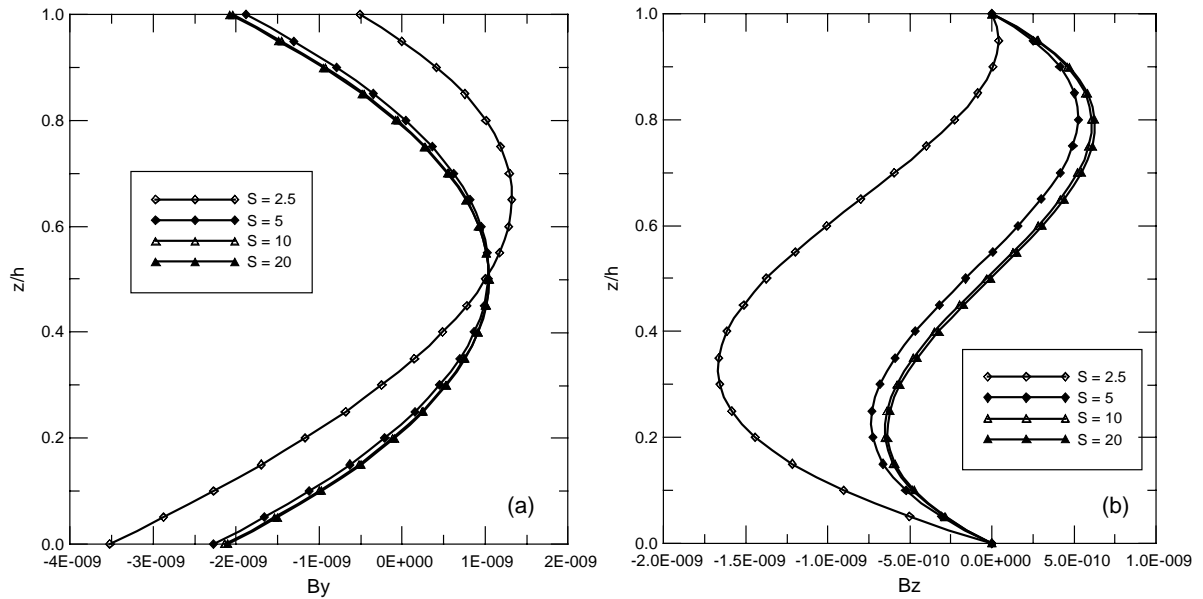 1.0
0.8
0.6
0.4
0.2
0.0
z/h
S = 2.5
S = 5
S = 10
S = 20
(a)
-4E-009 -3E-009 -2E-009 -1E-009 0E+000 1E-009 2E-009
By
1.0
0.8
0.6
0.4
0.2
0.0
z/h
S = 2.5
S = 5
S = 10
S = 20
(b)
-2.0E-009 -1.5E-009 -1.0E-009 -5.0E-010 0.0E+000 5.0E-010 1.0E-009
Bz